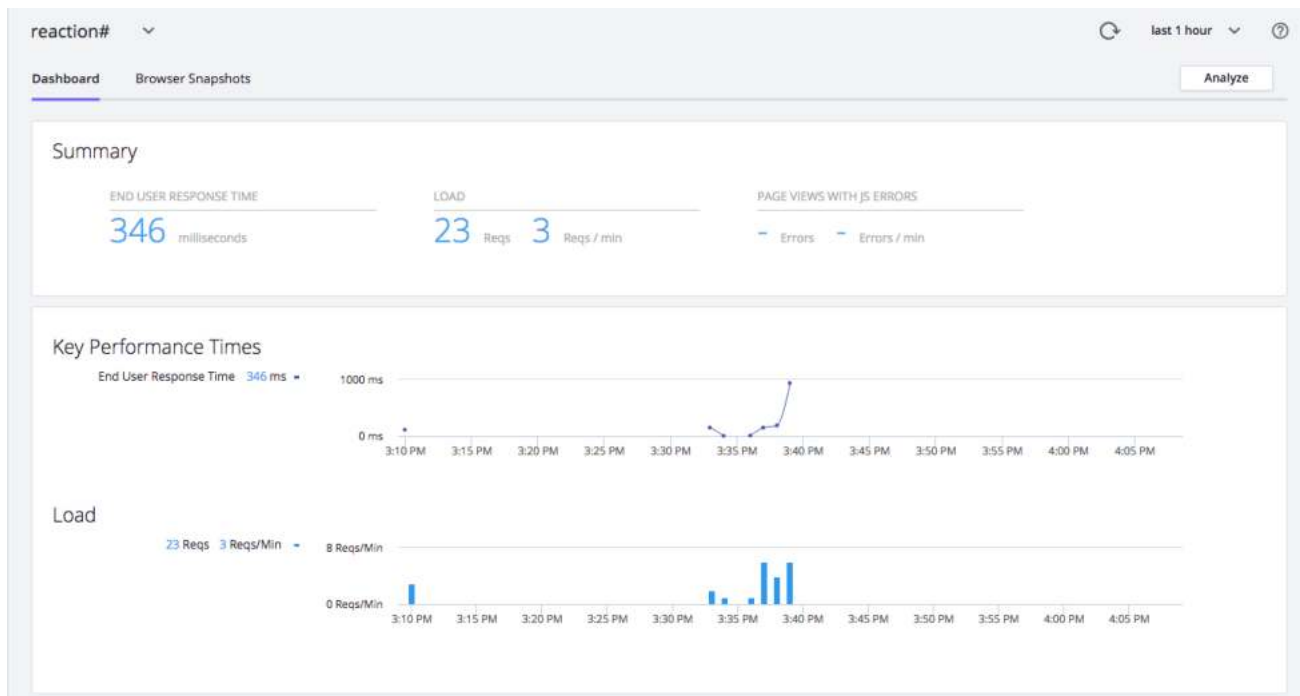 reaction#
last 1 hour
Dashboard Browser Snapshots
Analyze
Summary
END USER RESPONSE TIME LOAD PAGE VIEWS WITH JS ERRORS
346 milliseconds 23 Reqs 3 Reqs / min - Errors - Errors / min
Key Performance Times
End User Response Time 346 ms
1000 ms
0 ms
3:10 PM 3:15 PM 3:20 PM 3:25 PM 3:30 PM 3:35 PM 3:40 PM 3:45 PM 3:50 PM 3:55 PM 4:00 PM 4:05 PM
Load
23 Reqs 3 Reqs/Min
8 Reqs/Min
0 Reqs/Min
3:10 PM 3:15 PM 3:20 PM 3:25 PM 3:30 PM 3:35 PM 3:40 PM 3:45 PM 3:50 PM 3:55 PM 4:00 PM 4:05 PM